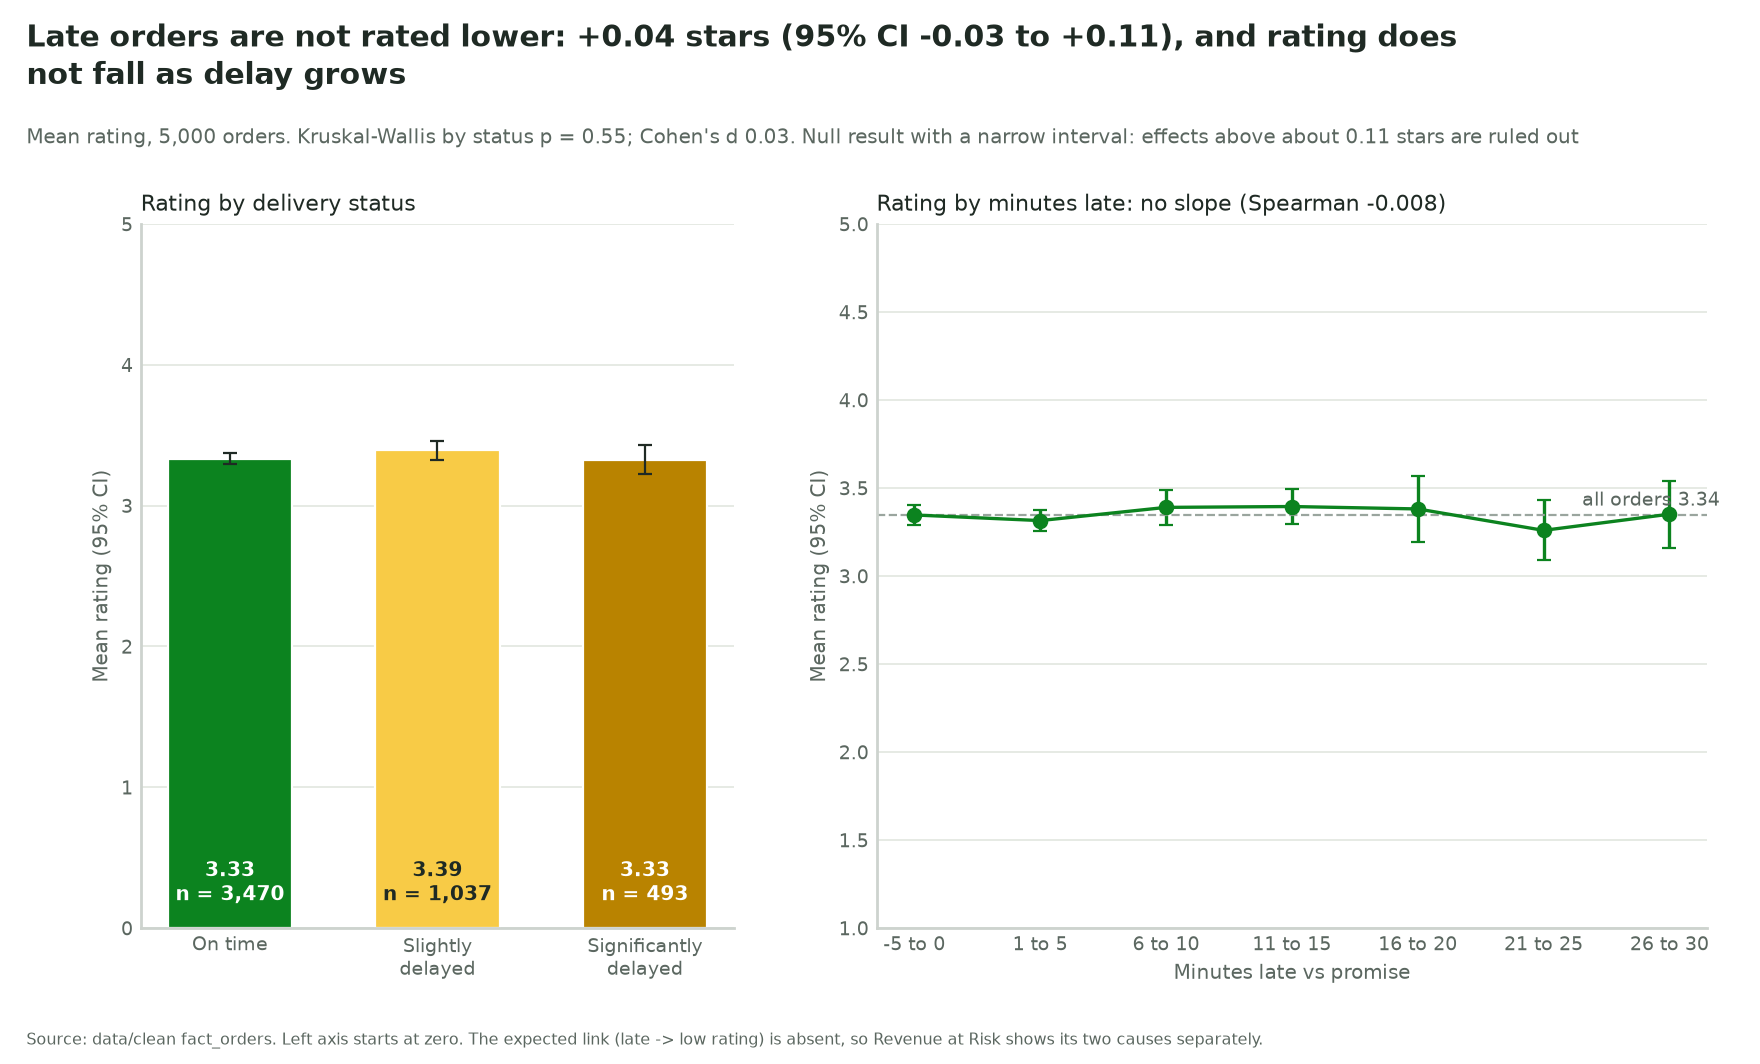 Late orders are not rated lower: +0.04 stars (95% CI -0.03 to +0.11), and rating does
not fall as delay grows
Mean rating, 5,000 orders. Kruskal-Wallis by status p = 0.55; Cohen's d 0.03. Null result with a narrow interval: effects above about 0.11 stars are ruled out
Rating by delivery status
Mean rating (95% CI)
5
4
3
2
1
0
3.33
n = 3,470
3.39
n = 1,037
3.33
n = 493
On time
Slightly
delayed
Significantly
delayed
Rating by minutes late: no slope (Spearman -0.008)
Mean rating (95% CI)
5.0
4.5
4.0
3.5
3.0
2.5
2.0
1.5
1.0
all orders 3.34
-5 to 0
1 to 5
6 to 10
11 to 15
16 to 20
21 to 25
26 to 30
Minutes late vs promise
Source: data/clean fact_orders. Left axis starts at zero. The expected link (late -> low rating) is absent, so Revenue at Risk shows its two causes separately.